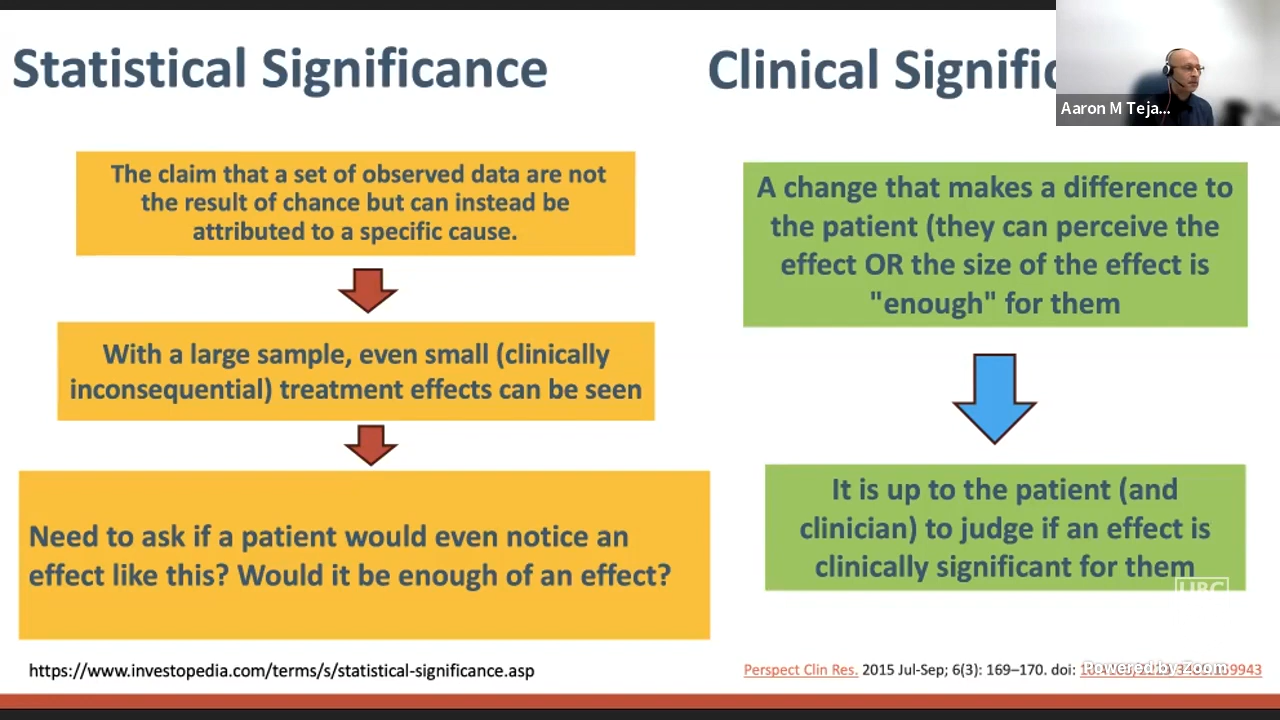 Statistical Significance
The claim that a set of observed data are not
the result of chance but can instead be
attributed to a specific cause.
With a large sample, even small (clinically
inconsequential) treatment effects can be seen
Need to ask if a patient would even notice an
effect like this? Would it be enough of an effect?
https://www.investopedia.com/terms/s/statistical-significance.asp
Clinical Signific
Aaron M Teja...
A change that makes a difference to
the patient (they can perceive the
effect OR the size of the effect is
"enough" for them
It is up to the patient (and
clinician) to judge if an effect is
clinically significant for them
UBC
Perspect Clin Res. 2015 Jul-Sep; 6(3): 169–170. doi:
Powered by Zoom